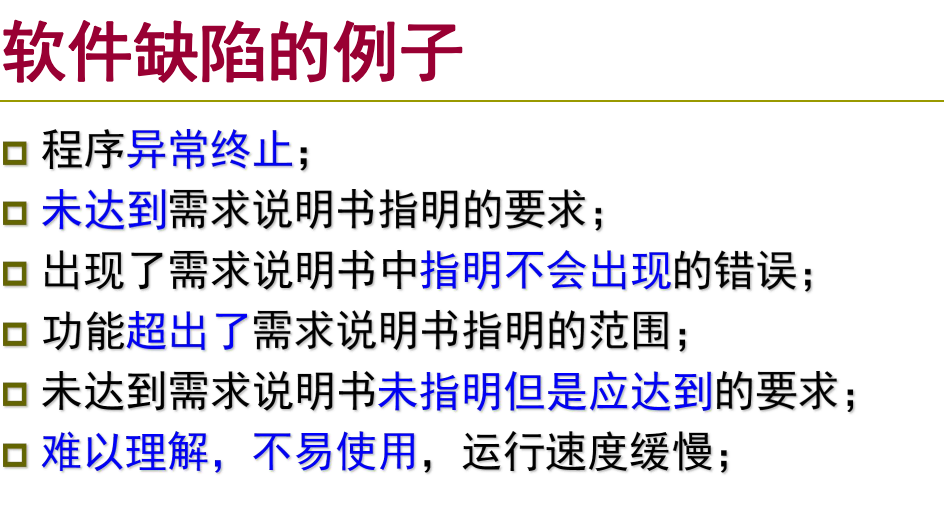 软件缺陷的例子
程序异常终止；
未达到需求说明书指明的要求；
出现了需求说明书中指明不会出现的错误；
功能超出了需求说明书指明的范围；
未达到需求说明书未指明但是应达到的要求；
难以理解，不易使用，运行速度缓慢；